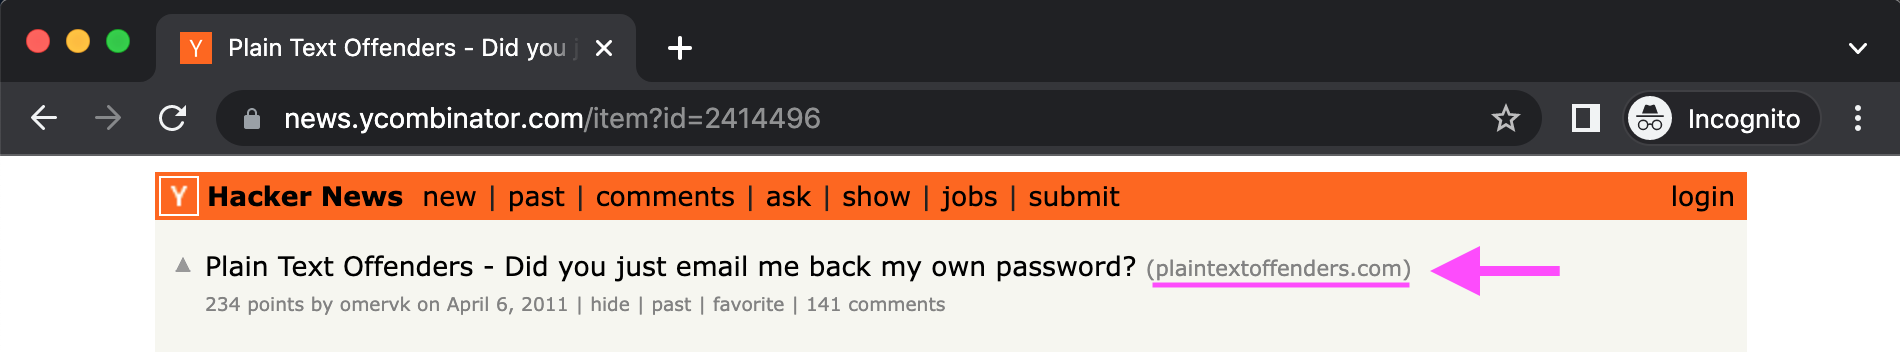 Y Plain Text Offenders - Did you
news.ycombinator.com/item?id=2414496 Incognito
Y Hacker News new | past | comments | ask | show | jobs | submit login
Plain Text Offenders - Did you just email me back my own password? (plaintextoffenders.com)
234 points by omervk on April 6, 2011 | hide | past | favorite | 141 comments